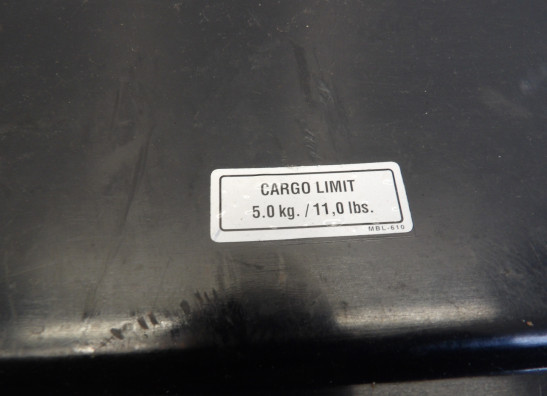 CARGO LIMIT
5.0 kg. / 11,0 lbs.
MBL-610